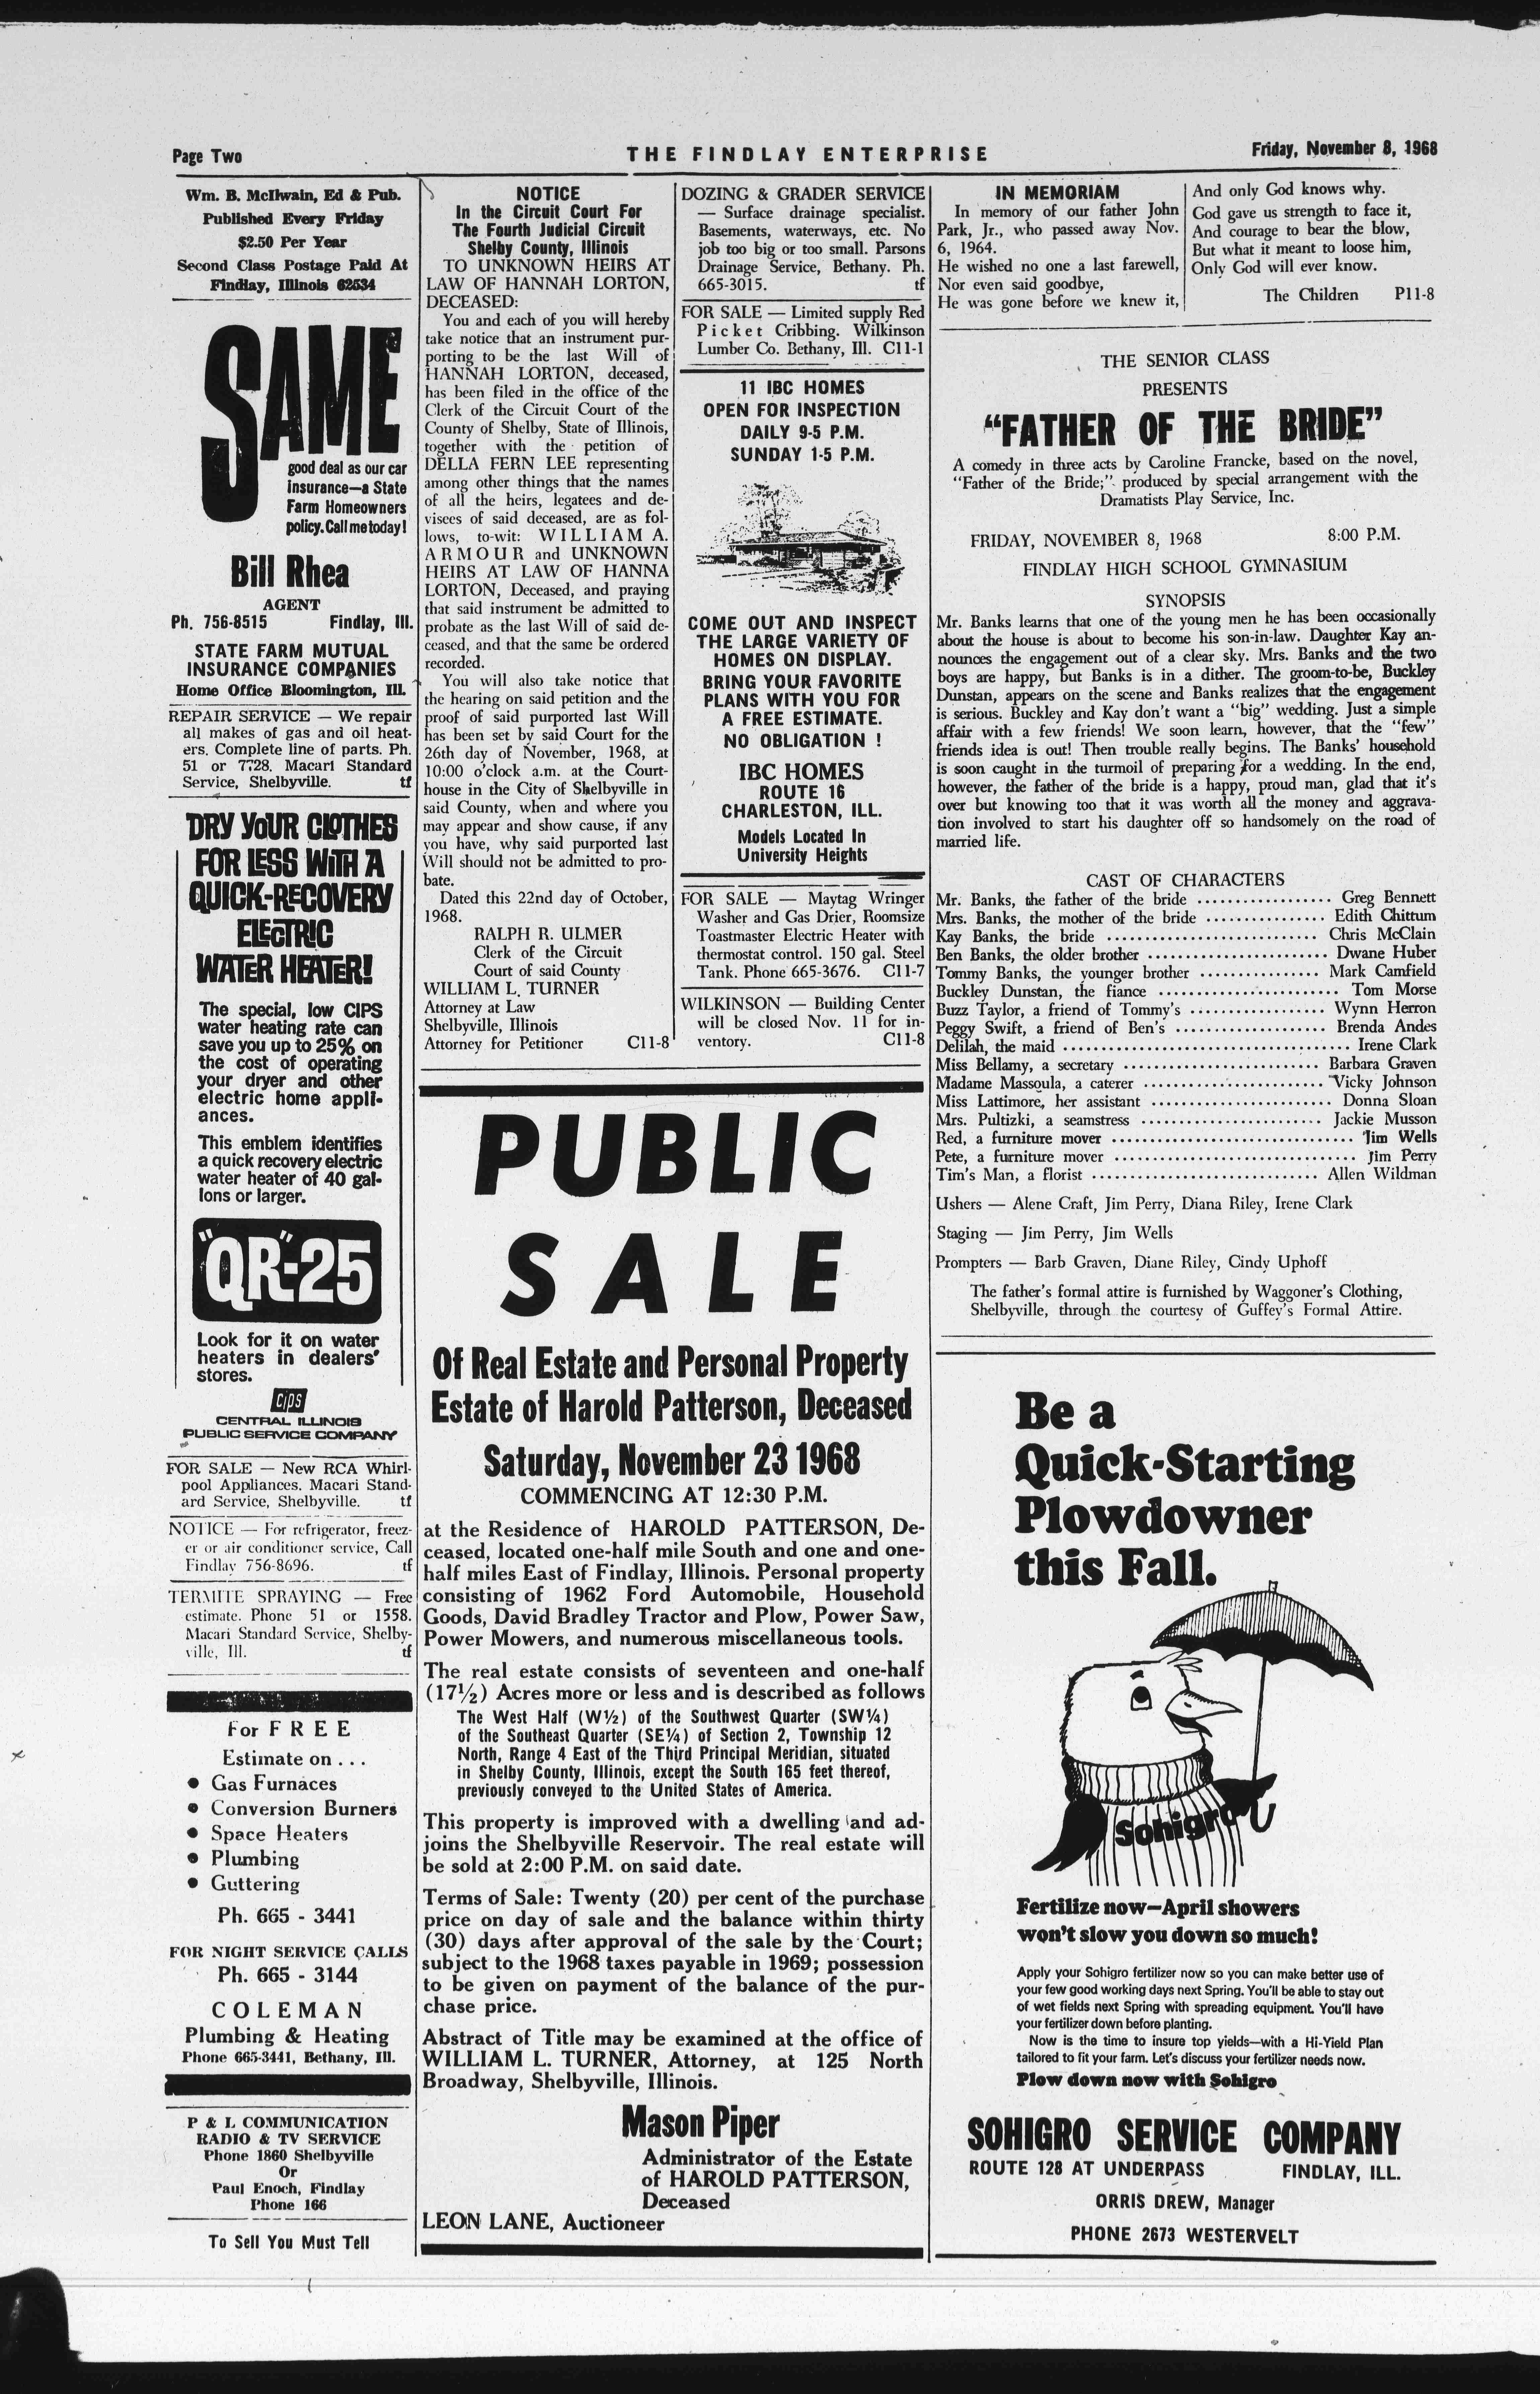 Page Two
THE FINDLAY ENTERPRISE
Friday, November 8, 1968
Wm. B. McIlwain, Ed & Pub.
Published Every Friday
$2.50 Per Year
Second Class Postage Paid At
Findlay, Illinois 62534
SAME
good deal as our car
insurance—a State
Farm Homeowners
policy. Call me today!
Bill Rhea
AGENT
Ph. 756-8515 Findlay, Ill.
STATE FARM MUTUAL
INSURANCE COMPANIES
Home Office Bloomington, Ill.
REPAIR SERVICE — We repair
all makes of gas and oil heat-
ers. Complete line of parts. Ph.
51 or 7728. Macari Standard
Service, Shelbyville. tf
DRY YOUR CLOTHES
FOR LESS WITH A
QUICK-RECOVERY
ELECTRIC
WATER HEATER!
The special, low CIPS
water heating rate can
save you up to 25% on
the cost of operating
your dryer and other
electric home appli-
ances.
This emblem identifies
a quick recovery electric
water heater of 40 gal-
lons or larger.
"QR"-25
Look for it on water
heaters in dealers'
stores.
CIPS
CENTRAL ILLINOIS
PUBLIC SERVICE COMPANY
FOR SALE — New RCA Whirl-
pool Appliances. Macari Stand-
ard Service, Shelbyville. tf
NOTICE — For refrigerator, freez-
er or air conditioner service, Call
Findlay 756-8696. tf
TERMITE SPRAYING — Free
estimate. Phone 51 or 1558.
Macari Standard Service, Shelby-
ville, Ill. tf
For FREE
Estimate on . . .
● Gas Furnaces
● Conversion Burners
● Space Heaters
● Plumbing
● Guttering
Ph. 665 - 3441
FOR NIGHT SERVICE CALLS
Ph. 665 - 3144
COLEMAN
Plumbing & Heating
Phone 665-3441, Bethany, Ill.
P & L COMMUNICATION
RADIO & TV SERVICE
Phone 1860 Shelbyville
Or
Paul Enoch, Findlay
Phone 166
To Sell You Must Tell
NOTICE
In the Circuit Court For
The Fourth Judicial Circuit
Shelby County, Illinois
TO UNKNOWN HEIRS AT
LAW OF HANNAH LORTON,
DECEASED:
You and each of you will hereby
take notice that an instrument pur-
porting to be the last Will of
HANNAH LORTON, deceased,
has been filed in the office of the
Clerk of the Circuit Court of the
County of Shelby, State of Illinois,
together with the petition of
DELLA FERN LEE representing
among other things that the names
of all the heirs, legatees and de-
visees of said deceased, are as fol-
lows, to-wit: WILLIAM A.
ARMOUR and UNKNOWN
HEIRS AT LAW OF HANNA
LORTON, Deceased, and praying
that said instrument be admitted to
probate as the last Will of said de-
ceased, and that the same be ordered
recorded.
You will also take notice that
the hearing on said petition and the
proof of said purported last Will
has been set by said Court for the
26th day of November, 1968, at
10:00 o'clock a.m. at the Court-
house in the City of Shelbyville in
said County, when and where you
may appear and show cause, if any
you have, why said purported last
Will should not be admitted to pro-
bate.
Dated this 22nd day of October,
1968.
RALPH R. ULMER
Clerk of the Circuit
Court of said County
WILLIAM L. TURNER
Attorney at Law
Shelbyville, Illinois
Attorney for Petitioner C11-8
DOZING & GRADER SERVICE
— Surface drainage specialist.
Basements, waterways, etc. No
job too big or too small. Parsons
Drainage Service, Bethany. Ph.
665-3015. tf
FOR SALE — Limited supply Red
Picket Cribbing. Wilkinson
Lumber Co. Bethany, Ill. C11-1
11 IBC HOMES
OPEN FOR INSPECTION
DAILY 9-5 P.M.
SUNDAY 1-5 P.M.
COME OUT AND INSPECT
THE LARGE VARIETY OF
HOMES ON DISPLAY.
BRING YOUR FAVORITE
PLANS WITH YOU FOR
A FREE ESTIMATE.
NO OBLIGATION !
IBC HOMES
ROUTE 16
CHARLESTON, ILL.
Models Located In
University Heights
FOR SALE — Maytag Wringer
Washer and Gas Drier, Roomsize
Toastmaster Electric Heater with
thermostat control. 150 gal. Steel
Tank. Phone 665-3676. C11-7
WILKINSON — Building Center
will be closed Nov. 11 for in-
ventory. C11-8
PUBLIC
SALE
Of Real Estate and Personal Property
Estate of Harold Patterson, Deceased
Saturday, November 23 1968
COMMENCING AT 12:30 P.M.
at the Residence of HAROLD PATTERSON, De-
ceased, located one-half mile South and one and one-
half miles East of Findlay, Illinois. Personal property
consisting of 1962 Ford Automobile, Household
Goods, David Bradley Tractor and Plow, Power Saw,
Power Mowers, and numerous miscellaneous tools.
The real estate consists of seventeen and one-half
(17½) Acres more or less and is described as follows
The West Half (W½) of the Southwest Quarter (SW¼)
of the Southeast Quarter (SE¼) of Section 2, Township 12
North, Range 4 East of the Third Principal Meridian, situated
in Shelby County, Illinois, except the South 165 feet thereof,
previously conveyed to the United States of America.
This property is improved with a dwelling and ad-
joins the Shelbyville Reservoir. The real estate will
be sold at 2:00 P.M. on said date.
Terms of Sale: Twenty (20) per cent of the purchase
price on day of sale and the balance within thirty
(30) days after approval of the sale by the Court;
subject to the 1968 taxes payable in 1969; possession
to be given on payment of the balance of the pur-
chase price.
Abstract of Title may be examined at the office of
WILLIAM L. TURNER, Attorney, at 125 North
Broadway, Shelbyville, Illinois.
Mason Piper
Administrator of the Estate
of HAROLD PATTERSON,
Deceased
LEON LANE, Auctioneer
IN MEMORIAM
In memory of our father John
Park, Jr., who passed away Nov.
6, 1964.
He wished no one a last farewell,
Nor even said goodbye,
He was gone before we knew it,
And only God knows why.
God gave us strength to face it,
And courage to bear the blow,
But what it meant to loose him,
Only God will ever know.
The Children P11-8
THE SENIOR CLASS
PRESENTS
"FATHER OF THE BRIDE"
A comedy in three acts by Caroline Francke, based on the novel,
"Father of the Bride;" produced by special arrangement with the
Dramatists Play Service, Inc.
FRIDAY, NOVEMBER 8, 1968 8:00 P.M.
FINDLAY HIGH SCHOOL GYMNASIUM
SYNOPSIS
Mr. Banks learns that one of the young men he has been occasionally
about the house is about to become his son-in-law. Daughter Kay an-
nounces the engagement out of a clear sky. Mrs. Banks and the two
boys are happy, but Banks is in a dither. The groom-to-be, Buckley
Dunstan, appears on the scene and Banks realizes that the engagement
is serious. Buckley and Kay don't want a "big" wedding. Just a simple
affair with a few friends! We soon learn, however, that the "few"
friends idea is out! Then trouble really begins. The Banks' household
is soon caught in the turmoil of preparing for a wedding. In the end,
however, the father of the bride is a happy, proud man, glad that it's
over but knowing too that it was worth all the money and aggrava-
tion involved to start his daughter off so handsomely on the road of
married life.
CAST OF CHARACTERS
Mr. Banks, the father of the bride .................. Greg Bennett
Mrs. Banks, the mother of the bride ................ Edith Chittum
Kay Banks, the bride ............................ Chris McClain
Ben Banks, the older brother ........................ Dwane Huber
Tommy Banks, the younger brother ................ Mark Camfield
Buckley Dunstan, the fiance ............................ Tom Morse
Buzz Taylor, a friend of Tommy's .................. Wynn Herron
Peggy Swift, a friend of Ben's .................... Brenda Andes
Delilah, the maid ...................................... Irene Clark
Miss Bellamy, a secretary .......................... Barbara Graven
Madame Massoula, a caterer ........................ Vicky Johnson
Miss Lattimore, her assistant ........................ Donna Sloan
Mrs. Pultizki, a seamstress ........................ Jackie Musson
Red, a furniture mover ................................ Jim Wells
Pete, a furniture mover ................................ Jim Perry
Tim's Man, a florist .............................. Allen Wildman
Ushers — Alene Craft, Jim Perry, Diana Riley, Irene Clark
Staging — Jim Perry, Jim Wells
Prompters — Barb Graven, Diane Riley, Cindy Uphoff
The father's formal attire is furnished by Waggoner's Clothing,
Shelbyville, through the courtesy of Guffey's Formal Attire.
Be a
Quick-Starting
Plowdowner
this Fall.
Sohigro
Fertilize now—April showers
won't slow you down so much!
Apply your Sohigro fertilizer now so you can make better use of
your few good working days next Spring. You'll be able to stay out
of wet fields next Spring with spreading equipment. You'll have
your fertilizer down before planting.
Now is the time to insure top yields—with a Hi-Yield Plan
tailored to fit your farm. Let's discuss your fertilizer needs now.
Plow down now with Sohigro
SOHIGRO SERVICE COMPANY
ROUTE 128 AT UNDERPASS FINDLAY, ILL.
ORRIS DREW, Manager
PHONE 2673 WESTERVELT